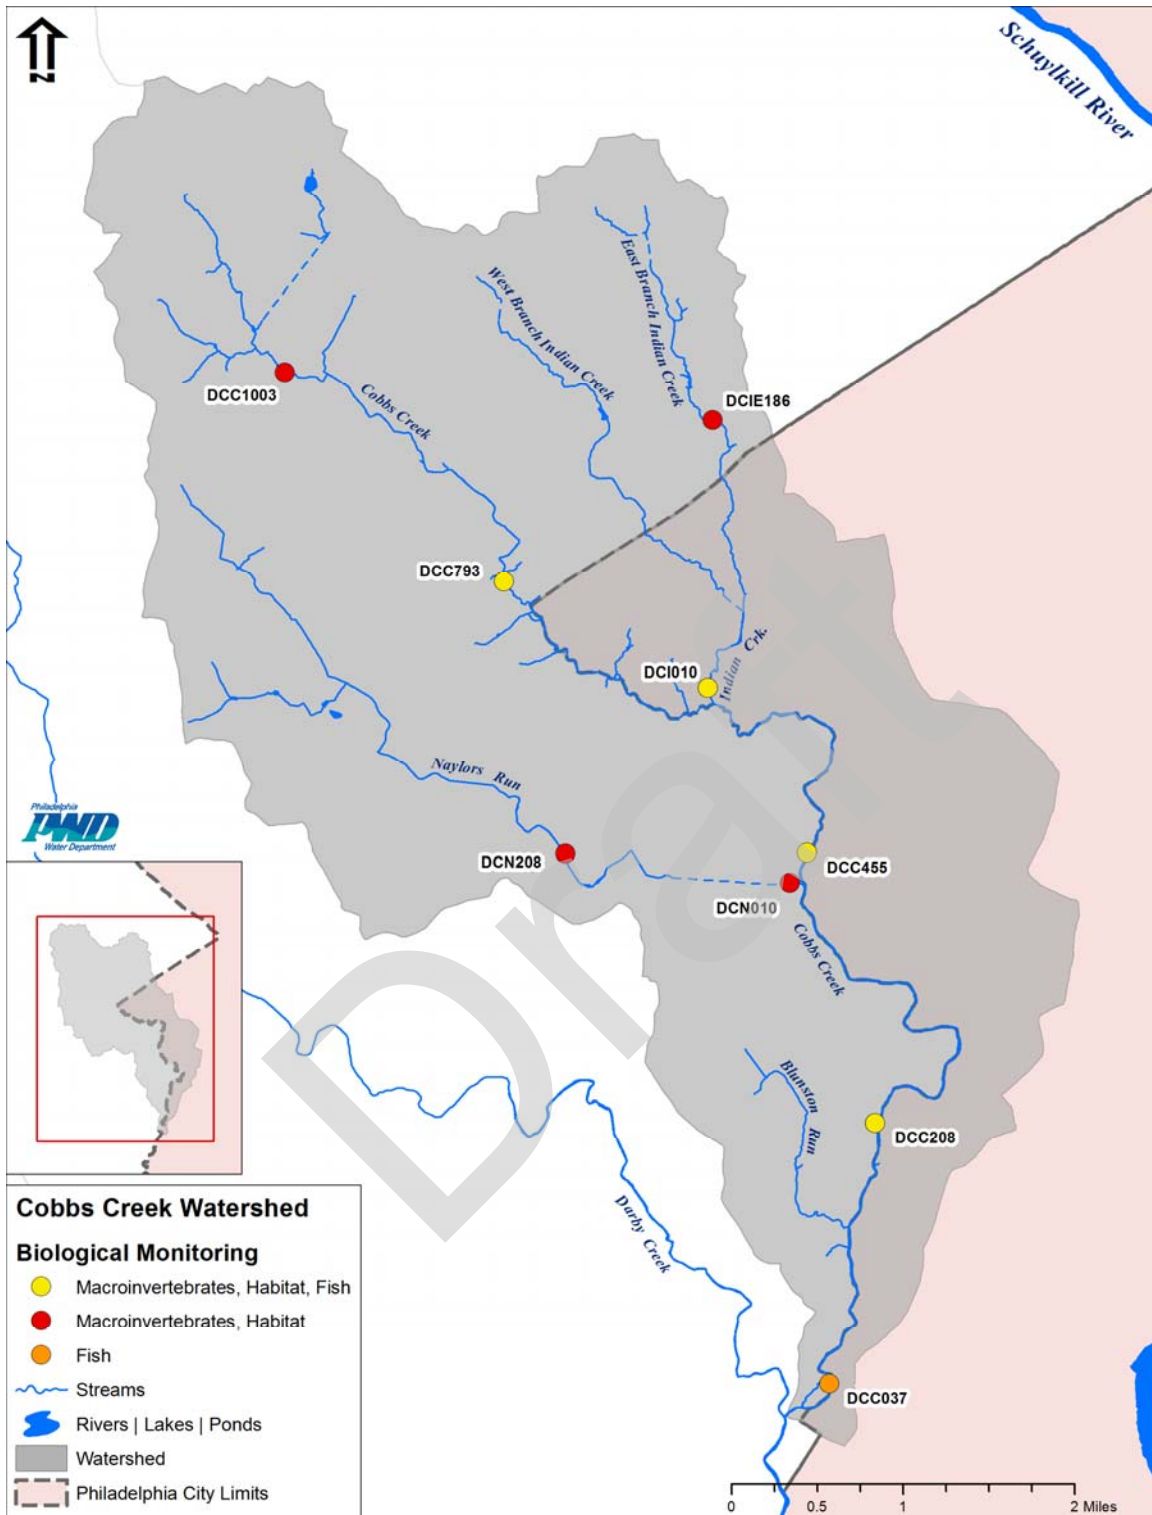 Schuylkill River
N
East Branch Indian Creek
West Branch Indian Creek
DCC1003
Cobbs Creek
DCIE186
DCC793
DCI010
Indian Crk.
Naylors Run
Philadelphia
PWD
Water Department
DCN208
DCC455
DCN010
Cobbs Creek
Blunston Run
DCC208
Darby Creek
DCC037
Draft
Cobbs Creek Watershed
Biological Monitoring
Macroinvertebrates, Habitat, Fish
Macroinvertebrates, Habitat
Fish
Streams
Rivers | Lakes | Ponds
Watershed
Philadelphia City Limits
0 0.5 1 2 Miles